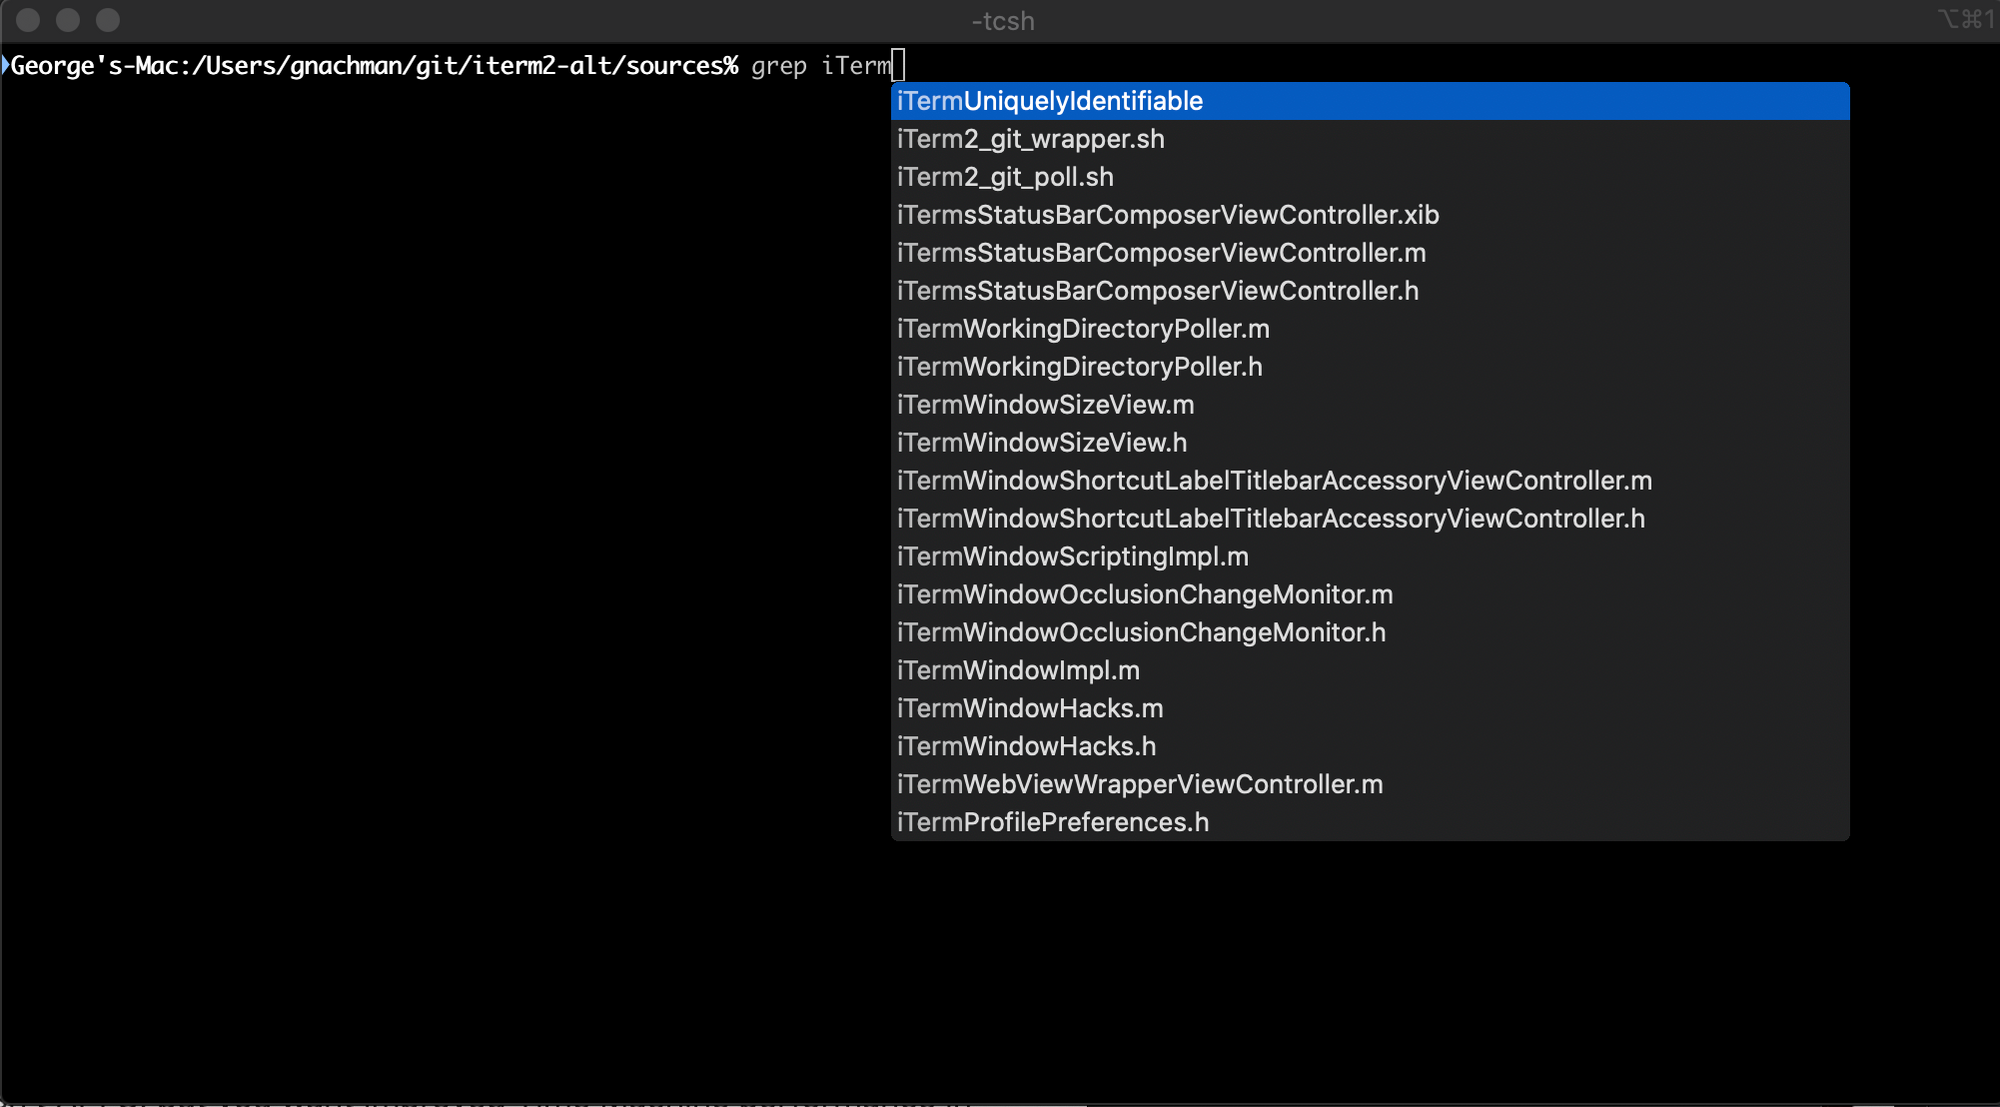 -tcsh
⌥⌘1
George's-Mac:/Users/gnachman/git/iterm2-alt/sources% grep iTerm
iTermUniquelyIdentifiable
iTerm2_git_wrapper.sh
iTerm2_git_poll.sh
iTermsStatusBarComposerViewController.xib
iTermsStatusBarComposerViewController.m
iTermsStatusBarComposerViewController.h
iTermWorkingDirectoryPoller.m
iTermWorkingDirectoryPoller.h
iTermWindowSizeView.m
iTermWindowSizeView.h
iTermWindowShortcutLabelTitlebarAccessoryViewController.m
iTermWindowShortcutLabelTitlebarAccessoryViewController.h
iTermWindowScriptingImpl.m
iTermWindowOcclusionChangeMonitor.m
iTermWindowOcclusionChangeMonitor.h
iTermWindowImpl.m
iTermWindowHacks.m
iTermWindowHacks.h
iTermWebViewWrapperViewController.m
iTermProfilePreferences.h